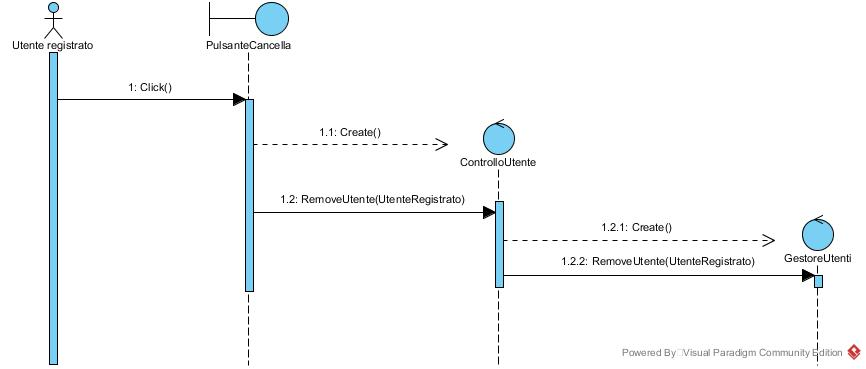 Utente registrato
PulsanteCancella
1: Click()
1.1: Create()
ControlloUtente
1.2: RemoveUtente(UtenteRegistrato)
1.2.1: Create()
GestoreUtenti
1.2.2: RemoveUtente(UtenteRegistrato)
Powered By Visual Paradigm Community Edition